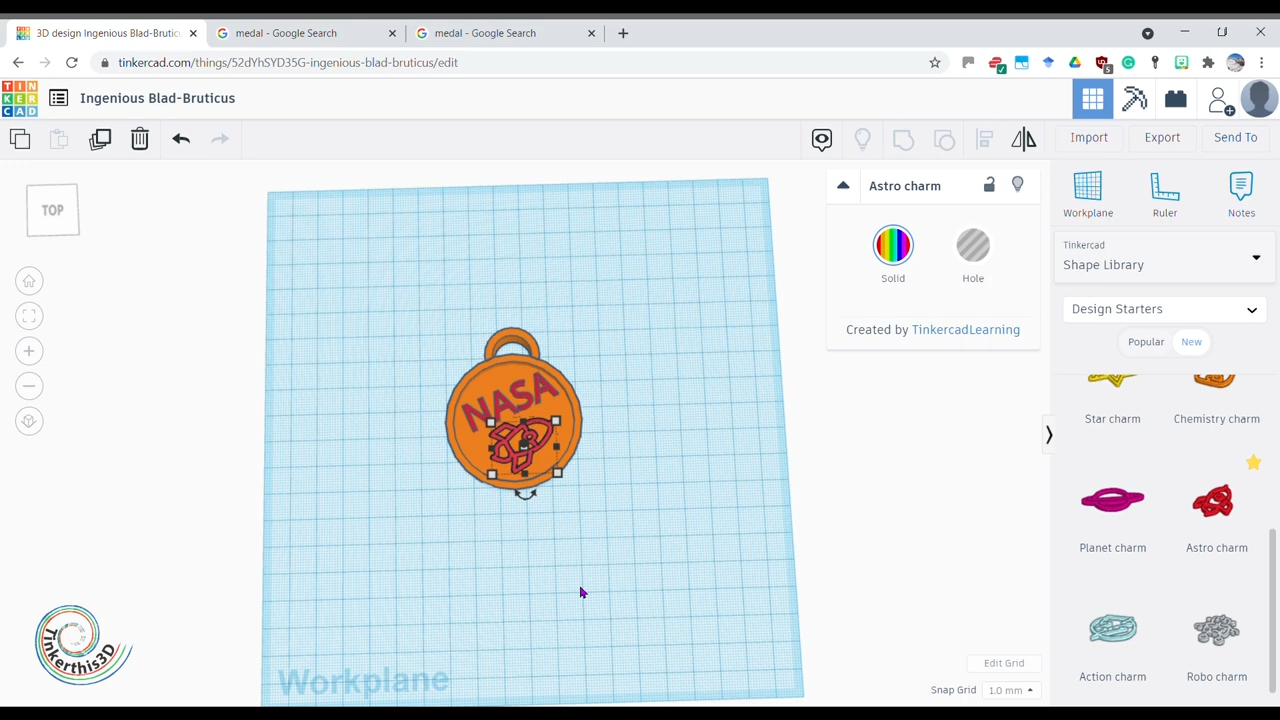 3D design Ingenious Blad-Brutic
medal - Google Search
medal - Google Search
tinkercad.com/things/52dYhSYD35G-ingenious-blad-bruticus/edit
5
TIN
KER
CAD
Ingenious Blad-Bruticus
Import
Export
Send To
TOP
Astro charm
Solid
Hole
Created by TinkercadLearning
Workplane
Ruler
Notes
Tinkercad
Shape Library
Design Starters
Popular
New
Star charm
Chemistry charm
Planet charm
Astro charm
Action charm
Robo charm
NASA
Workplane
Tinkerthis3D
Edit Grid
Snap Grid
1.0 mm